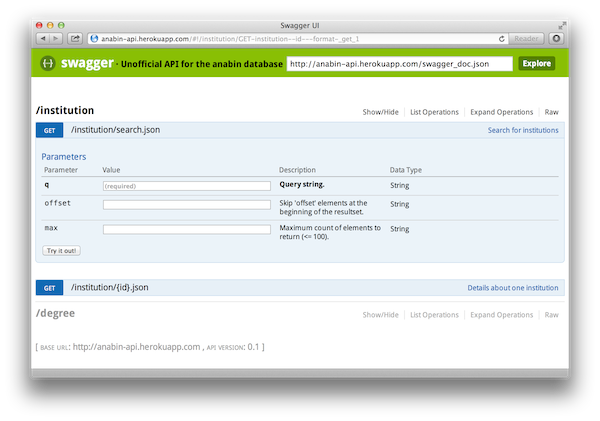 Swagger UI
anabin-api.herokuapp.com/#!/institution/GET-institution--id---format-_get_1
Reader
swagger · Unofficial API for the anabin database http://anabin-api.herokuapp.com/swagger_doc.json Explore
/institution Show/Hide List Operations Expand Operations Raw
GET /institution/search.json Search for institutions
Parameters
Parameter Value Description Data Type
q (required) Query string. String
offset Skip 'offset' elements at the beginning of the resultset. String
max Maximum count of elements to return (<= 100). String
Try it out!
GET /institution/{id}.json Details about one institution
/degree Show/Hide List Operations Expand Operations Raw
[ BASE URL: http://anabin-api.herokuapp.com , API VERSION: 0.1 ]